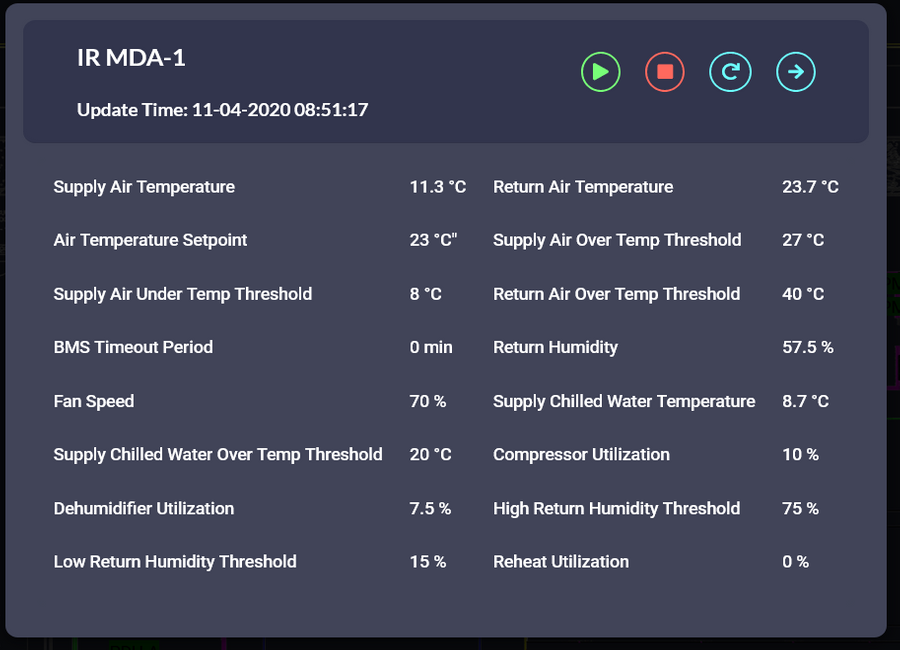 IR MDA-1
Update Time: 11-04-2020 08:51:17
Supply Air Temperature 11.3 °C Return Air Temperature 23.7 °C
Air Temperature Setpoint 23 °C" Supply Air Over Temp Threshold 27 °C
Supply Air Under Temp Threshold 8 °C Return Air Over Temp Threshold 40 °C
BMS Timeout Period 0 min Return Humidity 57.5 %
Fan Speed 70 % Supply Chilled Water Temperature 8.7 °C
Supply Chilled Water Over Temp Threshold 20 °C Compressor Utilization 10 %
Dehumidifier Utilization 7.5 % High Return Humidity Threshold 75 %
Low Return Humidity Threshold 15 % Reheat Utilization 0 %